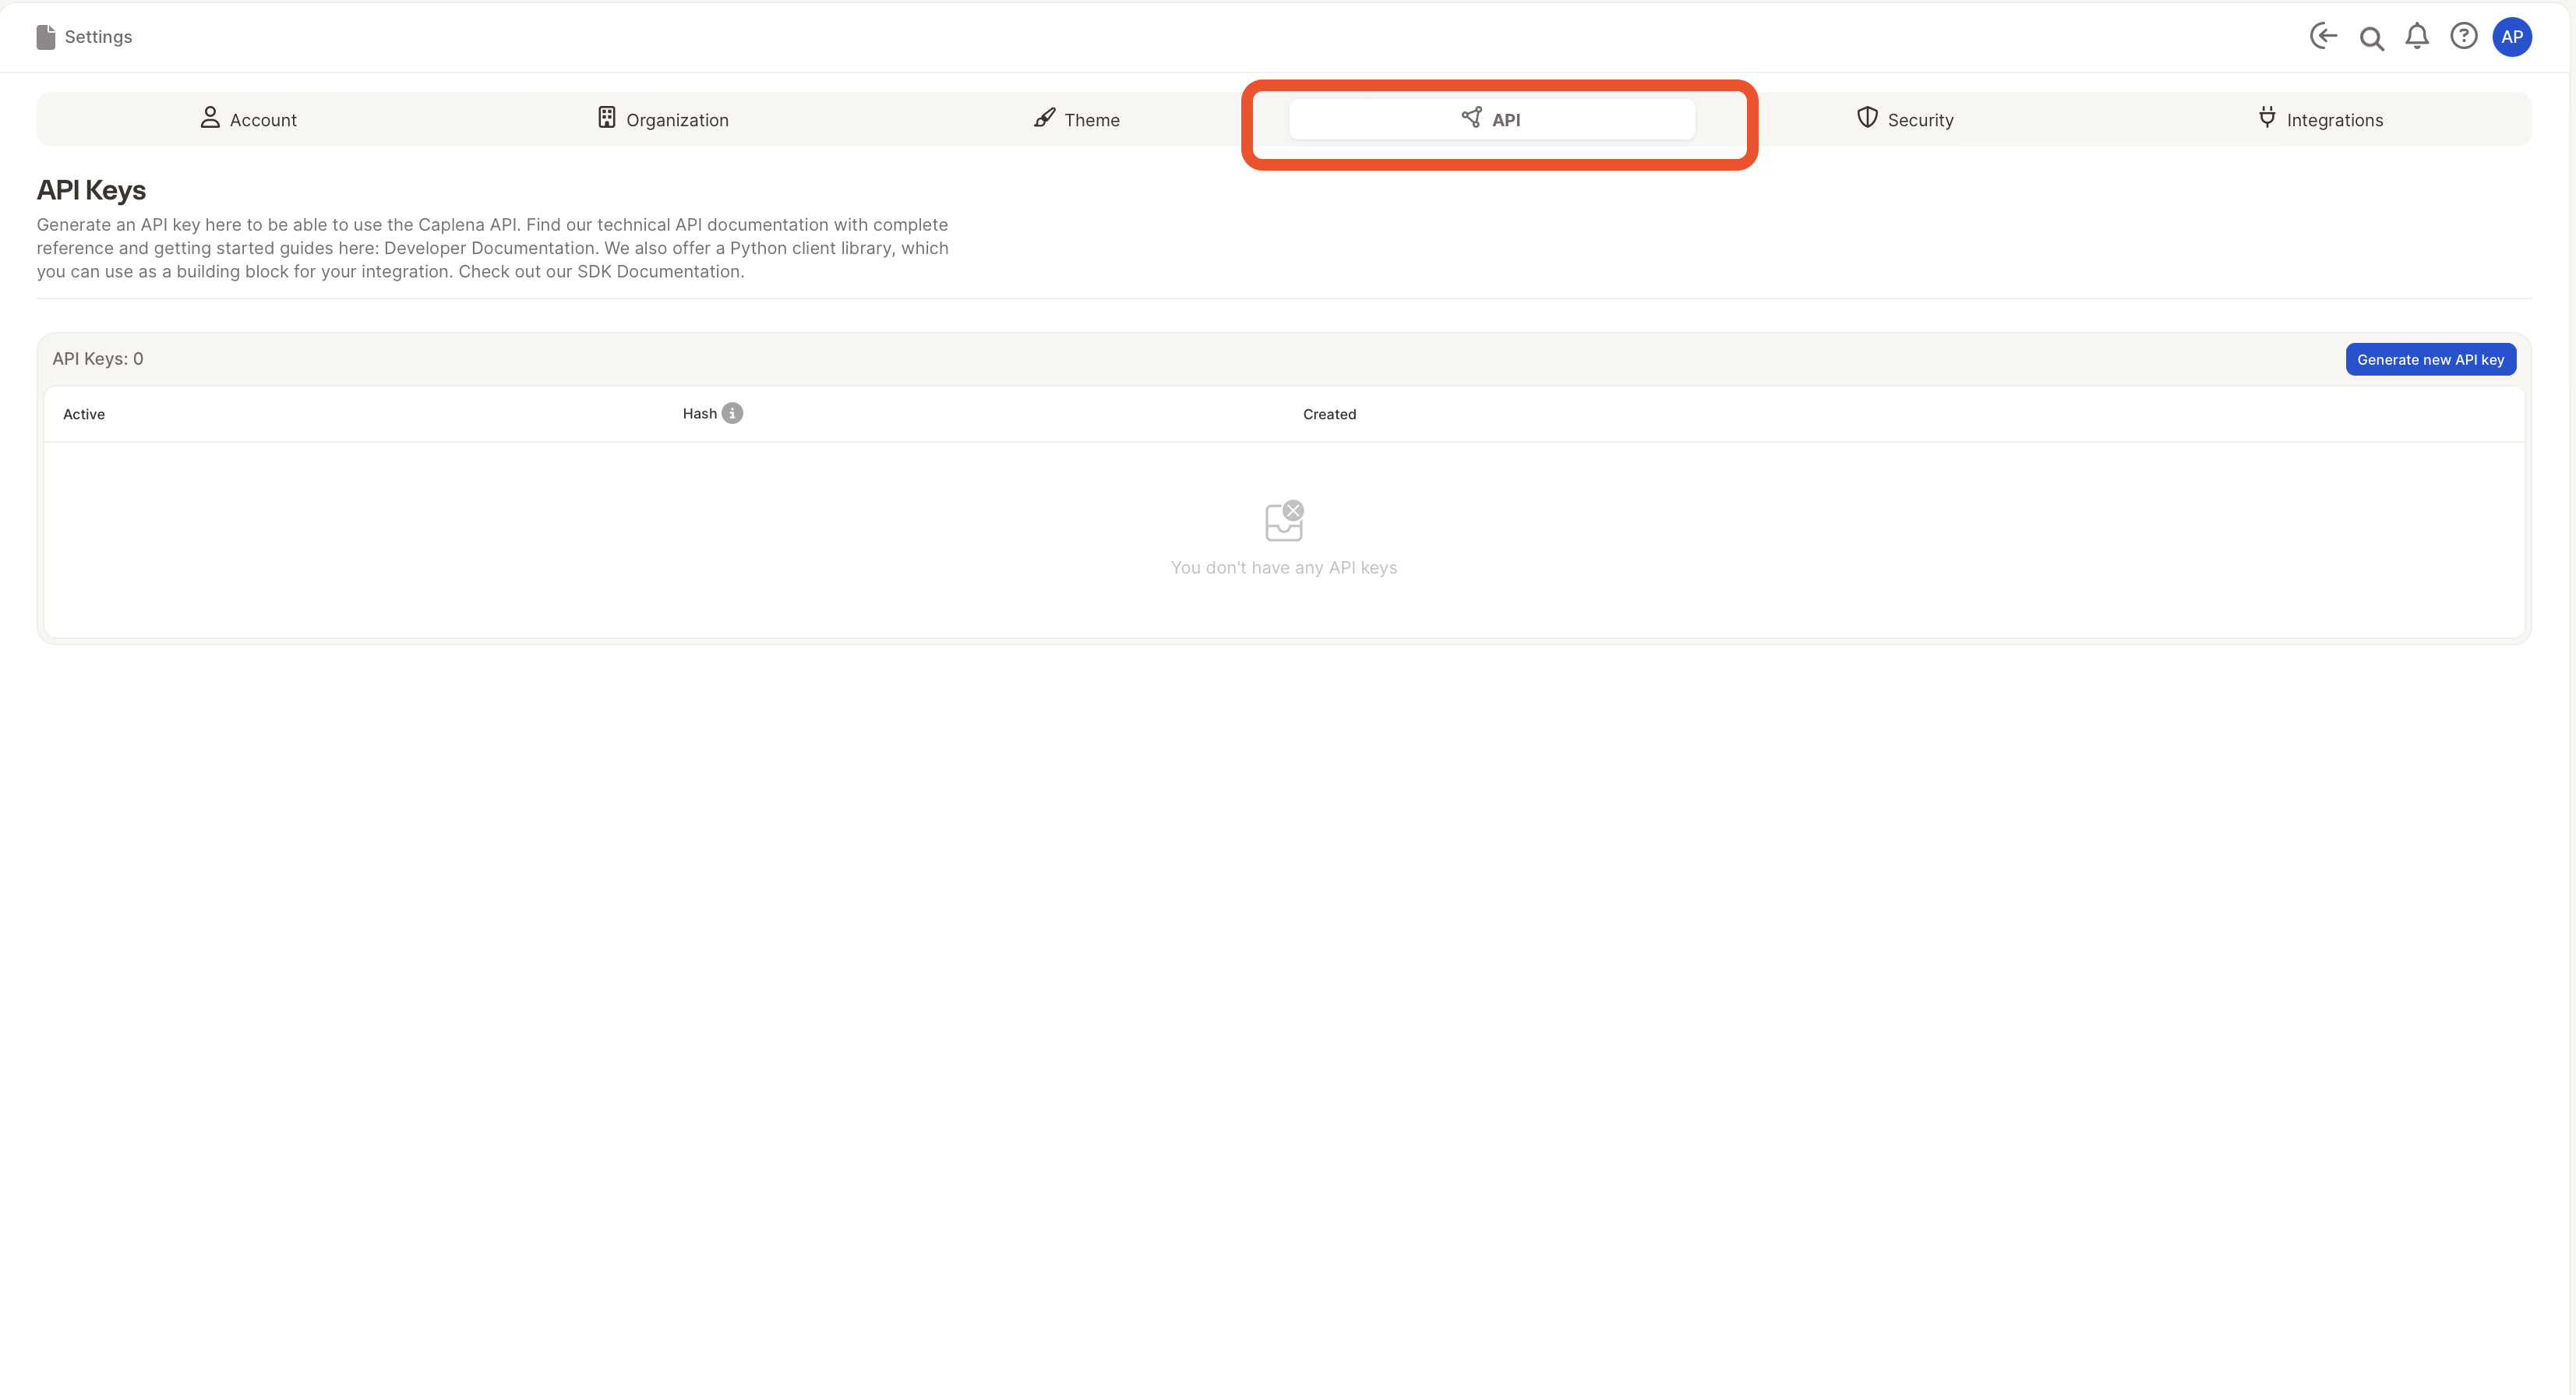 Settings
AP
Account
Organization
Theme
API
Security
Integrations
API Keys
Generate an API key here to be able to use the Caplena API. Find our technical API documentation with complete
reference and getting started guides here: Developer Documentation. We also offer a Python client library, which
you can use as a building block for your integration. Check out our SDK Documentation.
API Keys: 0
Generate new API key
Active
Hash
Created
You don't have any API keys